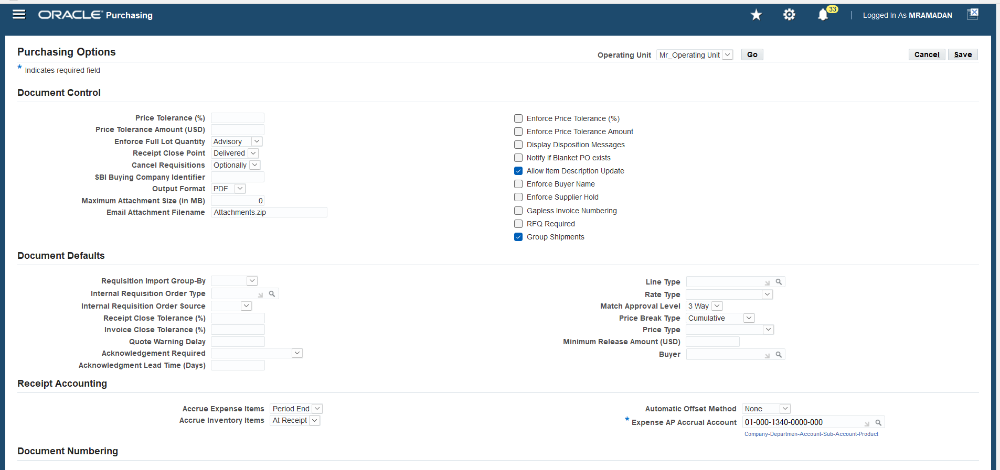 ORACLE Purchasing
33
Logged In As MRAMADAN
Purchasing Options
Operating Unit Mr_Operating Unit Go Cancel Save
* Indicates required field
Document Control
Price Tolerance (%)
Price Tolerance Amount (USD)
Enforce Full Lot Quantity Advisory
Receipt Close Point Delivered
Cancel Requisitions Optionally
SBI Buying Company Identifier
Output Format PDF
Maximum Attachment Size (in MB) 0
Email Attachment Filename Attachments.zip
Enforce Price Tolerance (%)
Enforce Price Tolerance Amount
Display Disposition Messages
Notify if Blanket PO exists
Allow Item Description Update
Enforce Buyer Name
Enforce Supplier Hold
Gapless Invoice Numbering
RFQ Required
Group Shipments
Document Defaults
Requisition Import Group-By
Internal Requisition Order Type
Internal Requisition Order Source
Receipt Close Tolerance (%)
Invoice Close Tolerance (%)
Quote Warning Delay
Acknowledgement Required
Acknowledgment Lead Time (Days)
Line Type
Rate Type
Match Approval Level 3 Way
Price Break Type Cumulative
Price Type
Minimum Release Amount (USD)
Buyer
Receipt Accounting
Accrue Expense Items Period End
Accrue Inventory Items At Receipt
Automatic Offset Method None
* Expense AP Accrual Account 01-000-1340-0000-000
Company-Departmen-Account-Sub-Account-Product
Document Numbering